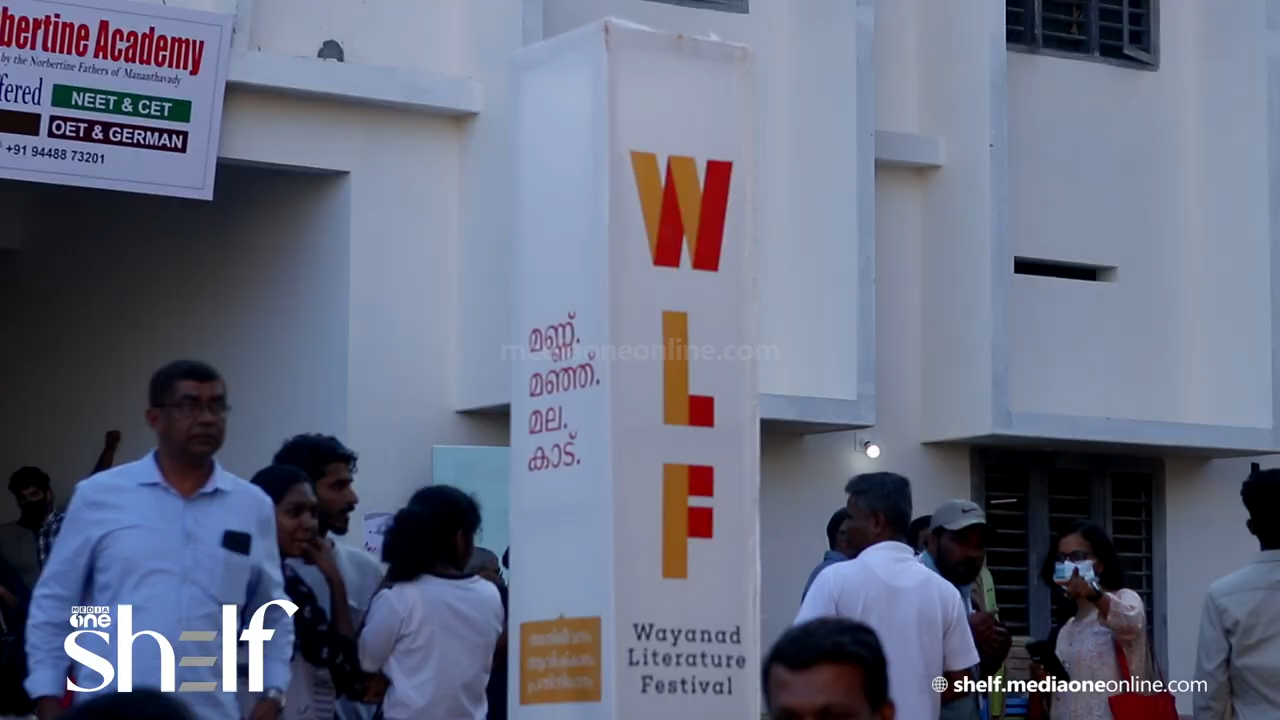 bertine Academy
by the Norbertine Fathers of Mananthavady
fered
NEET & CET
OET & GERMAN
+91 94488 73201
W
L
F
മണ്ണ്.
മഞ്ഞ്.
മല.
കാട്.
Wayanad
Literature
Festival
mediaoneonline.com
MEDIA
one
shelf
shelf.mediaoneonline.com